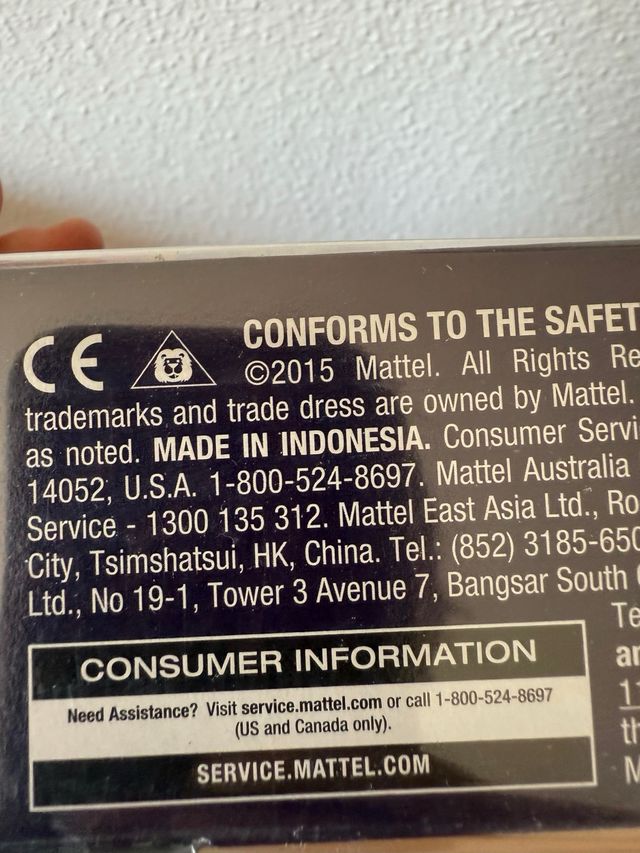 CE
CONFORMS TO THE SAFET
©2015 Mattel. All Rights Re
trademarks and trade dress are owned by Mattel.
as noted. MADE IN INDONESIA. Consumer Servi
14052, U.S.A. 1-800-524-8697. Mattel Australia
Service - 1300 135 312. Mattel East Asia Ltd., Ro
City, Tsimshatsui, HK, China. Tel.: (852) 3185-650
Ltd., No 19-1, Tower 3 Avenue 7, Bangsar South
Te
ar
11
th
M
CONSUMER INFORMATION
Need Assistance? Visit service.mattel.com or call 1-800-524-8697
(US and Canada only).
SERVICE.MATTEL.COM